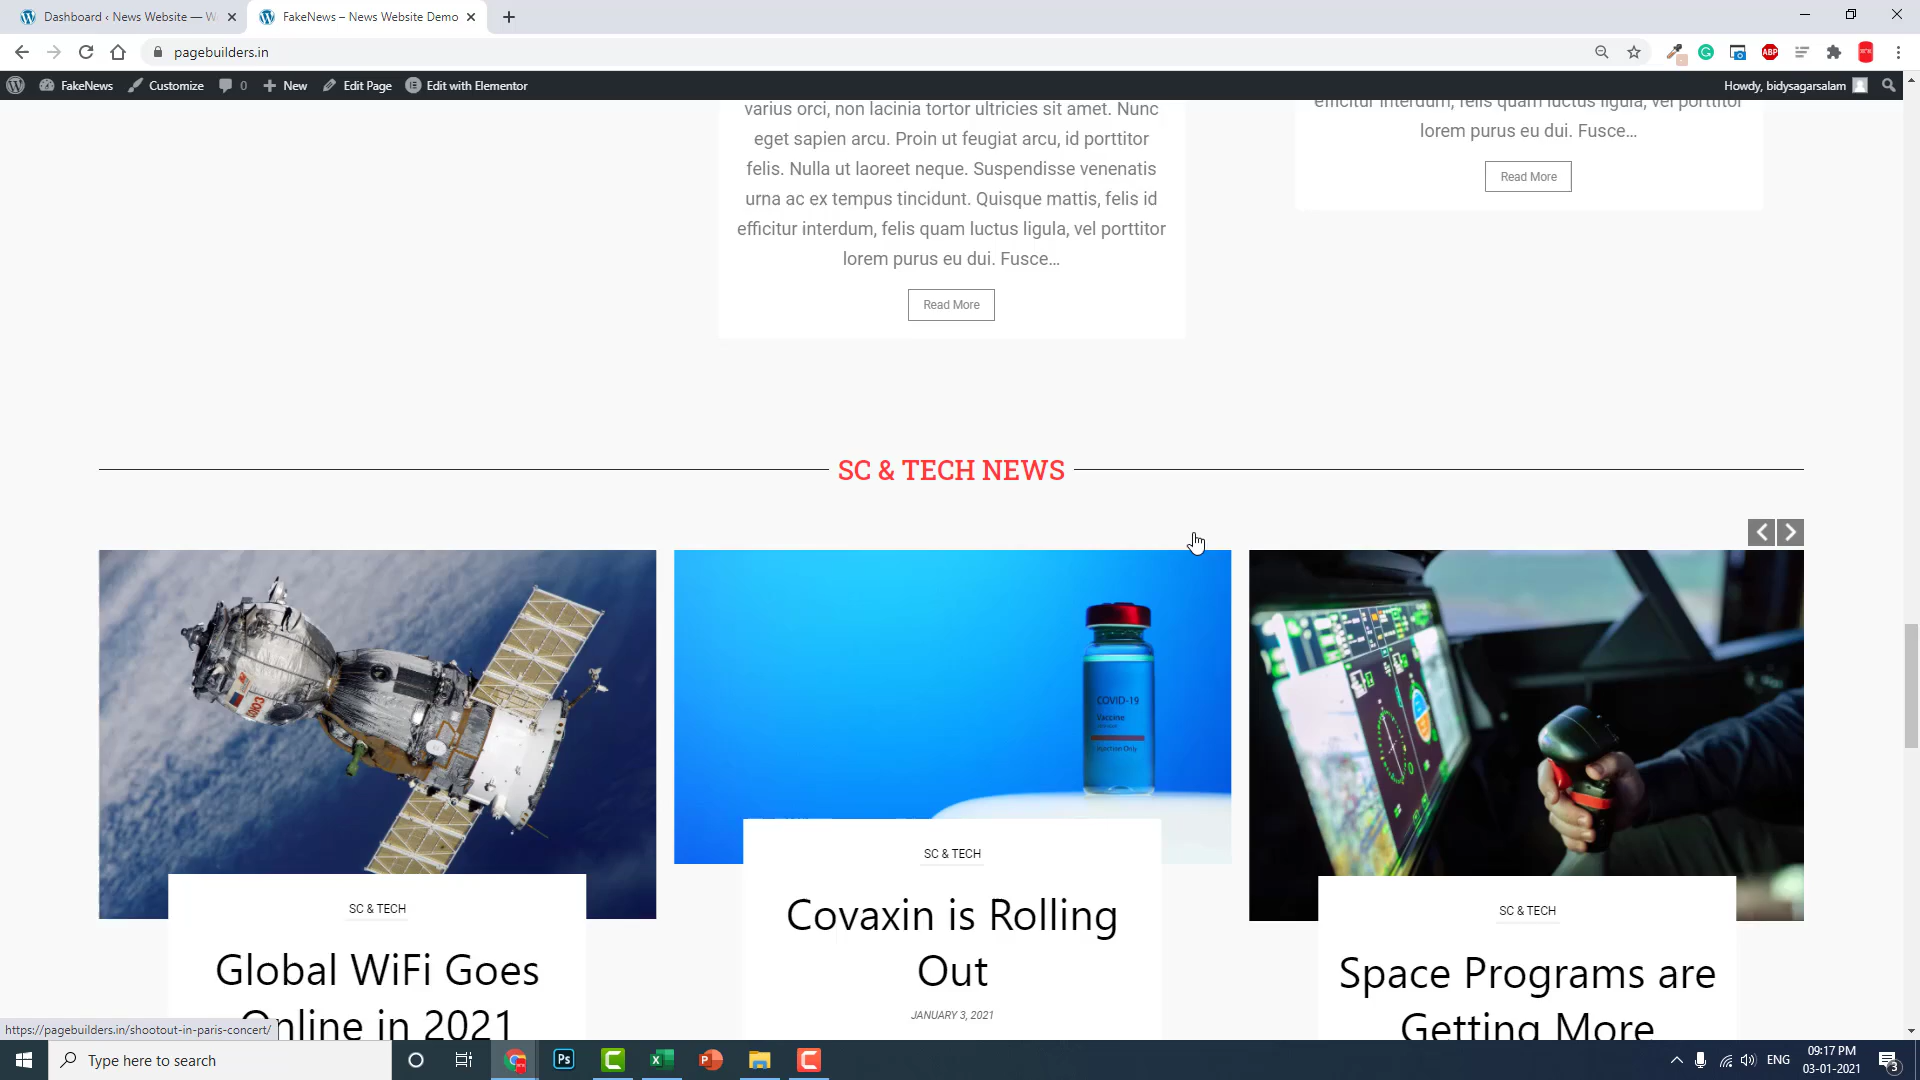 Dashboard ‹ News Website — W
FakeNews – News Website Demo
pagebuilders.in
FakeNews
Customize
0
New
Edit Page
Edit with Elementor
Howdy, bidysagarsalam
varius orci, non lacinia tortor ultricies sit amet. Nunc
eget sapien arcu. Proin ut feugiat arcu, id porttitor
felis. Nulla ut laoreet neque. Suspendisse venenatis
urna ac ex tempus tincidunt. Quisque mattis, felis id
efficitur interdum, felis quam luctus ligula, vel porttitor
lorem purus eu dui. Fusce…
Read More
efficitur interdum, felis quam luctus ligula, vel porttitor
lorem purus eu dui. Fusce…
Read More
SC & TECH NEWS
СОЮЗ
SC & TECH
Global WiFi Goes
Online in 2021
COVID-19
Vaccine
Injection Only
SC & TECH
Covaxin is Rolling
Out
JANUARY 3, 2021
SC & TECH
Space Programs are
Getting More
https://pagebuilders.in/shootout-in-paris-concert/
Type here to search
Ps
ENG
09:17 PM
03-01-2021
3